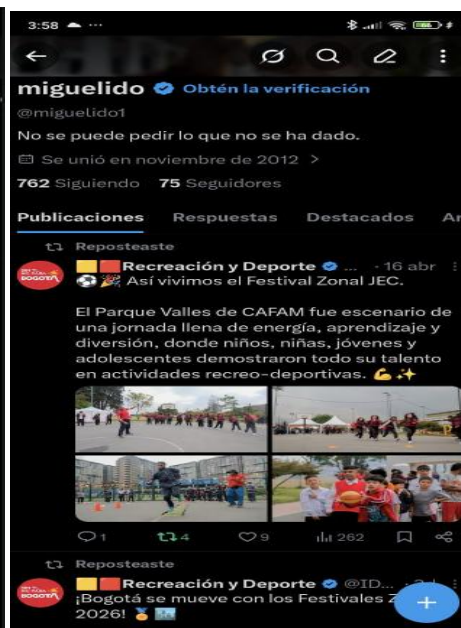 3:58
miguelido Obtén la verificación
@miguelido1
No se puede pedir lo que no se ha dado.
Se unió en noviembre de 2012 >
762 Siguiendo 75 Seguidores
Publicaciones Respuestas Destacados Ar
Reposteaste
Recreación y Deporte ... · 16 abr
⚽🎉 Así vivimos el Festival Zonal JEC.
El Parque Valles de CAFAM fue escenario de
una jornada llena de energía, aprendizaje y
diversión, donde niños, niñas, jóvenes y
adolescentes demostraron todo su talento
en actividades recreo-deportivas. 💪✨
1 4 9 262
Reposteaste
Recreación y Deporte @ID...
¡Bogotá se mueve con los Festivales Z
2026! 🏅🏙️